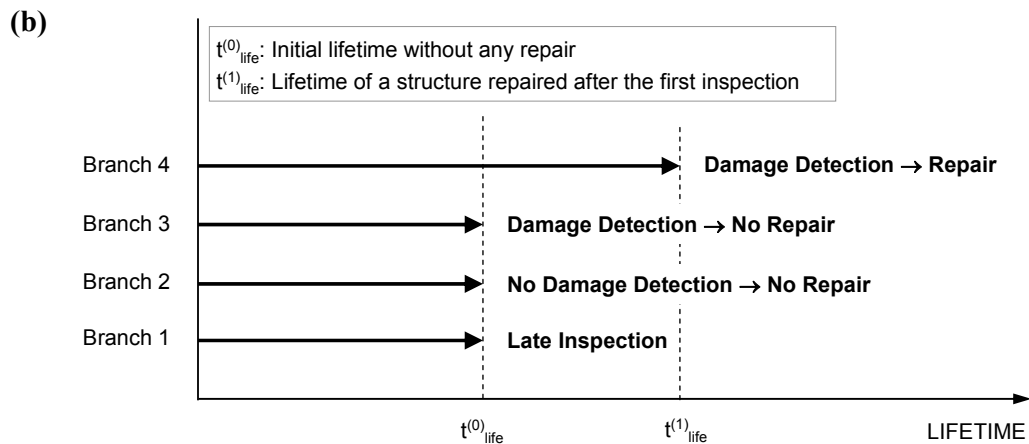 (b)
t⁽⁰⁾life: Initial lifetime without any repair
t⁽¹⁾life: Lifetime of a structure repaired after the first inspection
Branch 4 Damage Detection → Repair
Branch 3 Damage Detection → No Repair
Branch 2 No Damage Detection → No Repair
Branch 1 Late Inspection
t⁽⁰⁾life t⁽¹⁾life LIFETIME